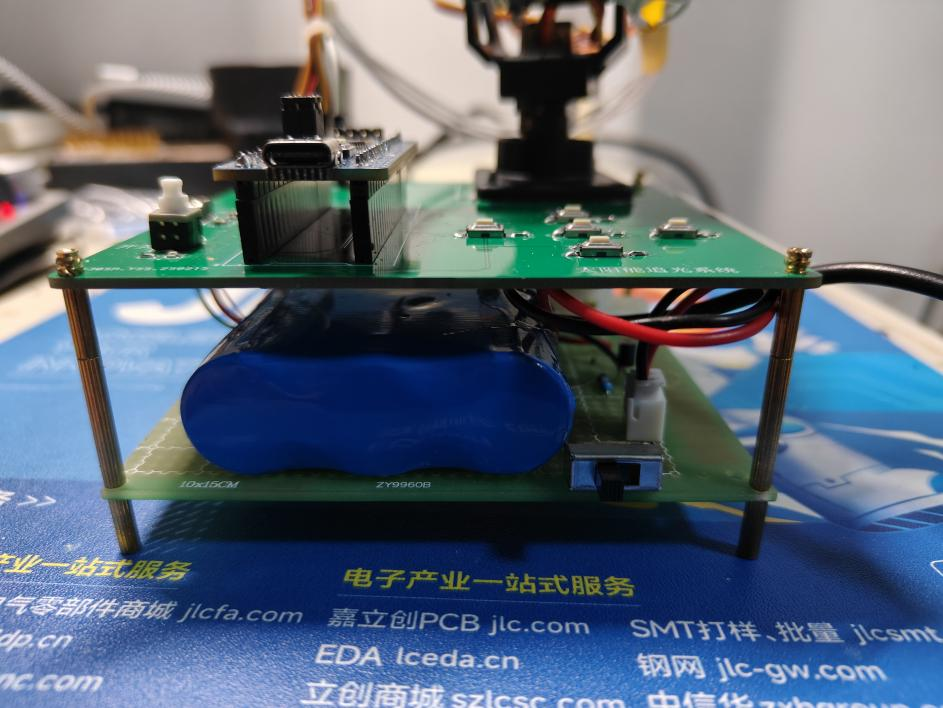 太阳能追光系统
10x15CM
ZY9960B
业一站式服务
电子产业一站式服务
气零部件商城 jlcfa.com
嘉立创PCB jlc.com
SMT打样、批量 jlcsmt
dp.cn
EDA lceda.cn
钢网 jlc-gw.com
nc.com
立创商城 szlcsc.com